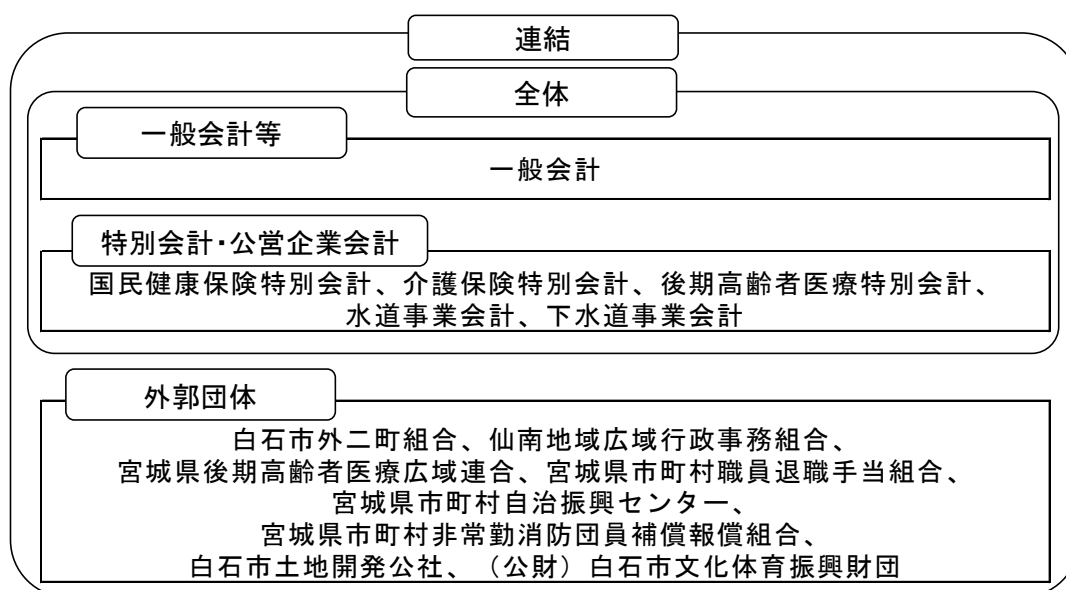 連結
全体
一般会計等
一般会計
特別会計・公営企業会計
国民健康保険特別会計、介護保険特別会計、後期高齢者医療特別会計、
水道事業会計、下水道事業会計
外郭団体
白石市外二町組合、仙南地域広域行政事務組合、
宮城県後期高齢者医療広域連合、宮城県市町村職員退職手当組合、
宮城県市町村自治振興センター、
宮城県市町村非常勤消防団員補償報償組合、
白石市土地開発公社、（公財）白石市文化体育振興財団